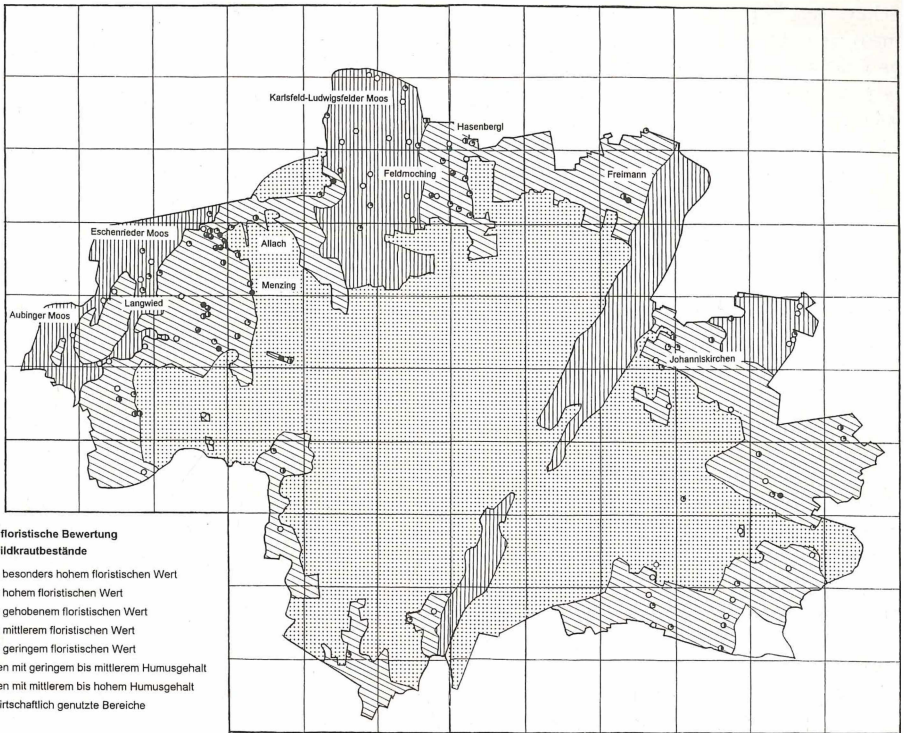 Karlsfeld-Ludwigsfelder Moos
Hasenbergl
Feldmoching
Freimann
Eschenrieder Moos
Allach
Menzing
Langwied
Aubinger Moos
Johanniskirchen
floristische Bewertung
ildkrautbestände
besonders hohem floristischen Wert
hohem floristischen Wert
gehobenem floristischen Wert
mittlerem floristischen Wert
geringem floristischen Wert
en mit geringem bis mittlerem Humusgehalt
en mit mittlerem bis hohem Humusgehalt
irtschaftlich genutzte Bereiche